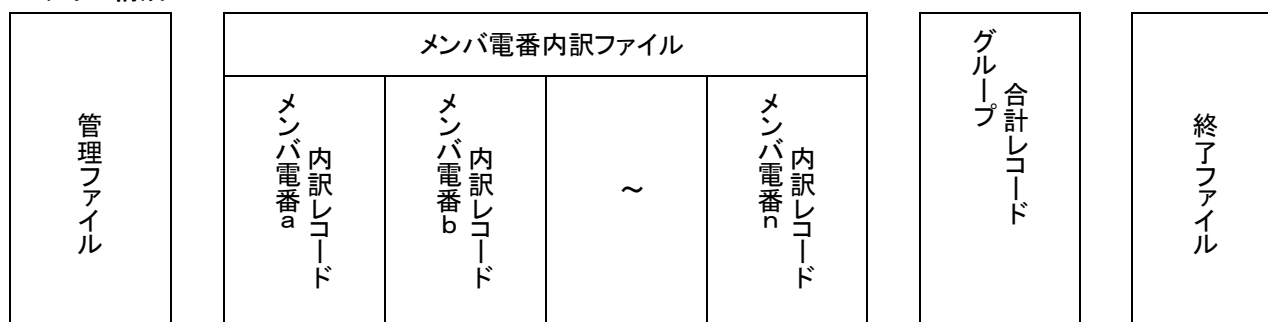 管理ファイル
メンバ電番内訳ファイル
メンバ電番a
内訳レコード
メンバ電番b
内訳レコード
～
メンバ電番n
内訳レコード
グループ
合計レコード
終了ファイル